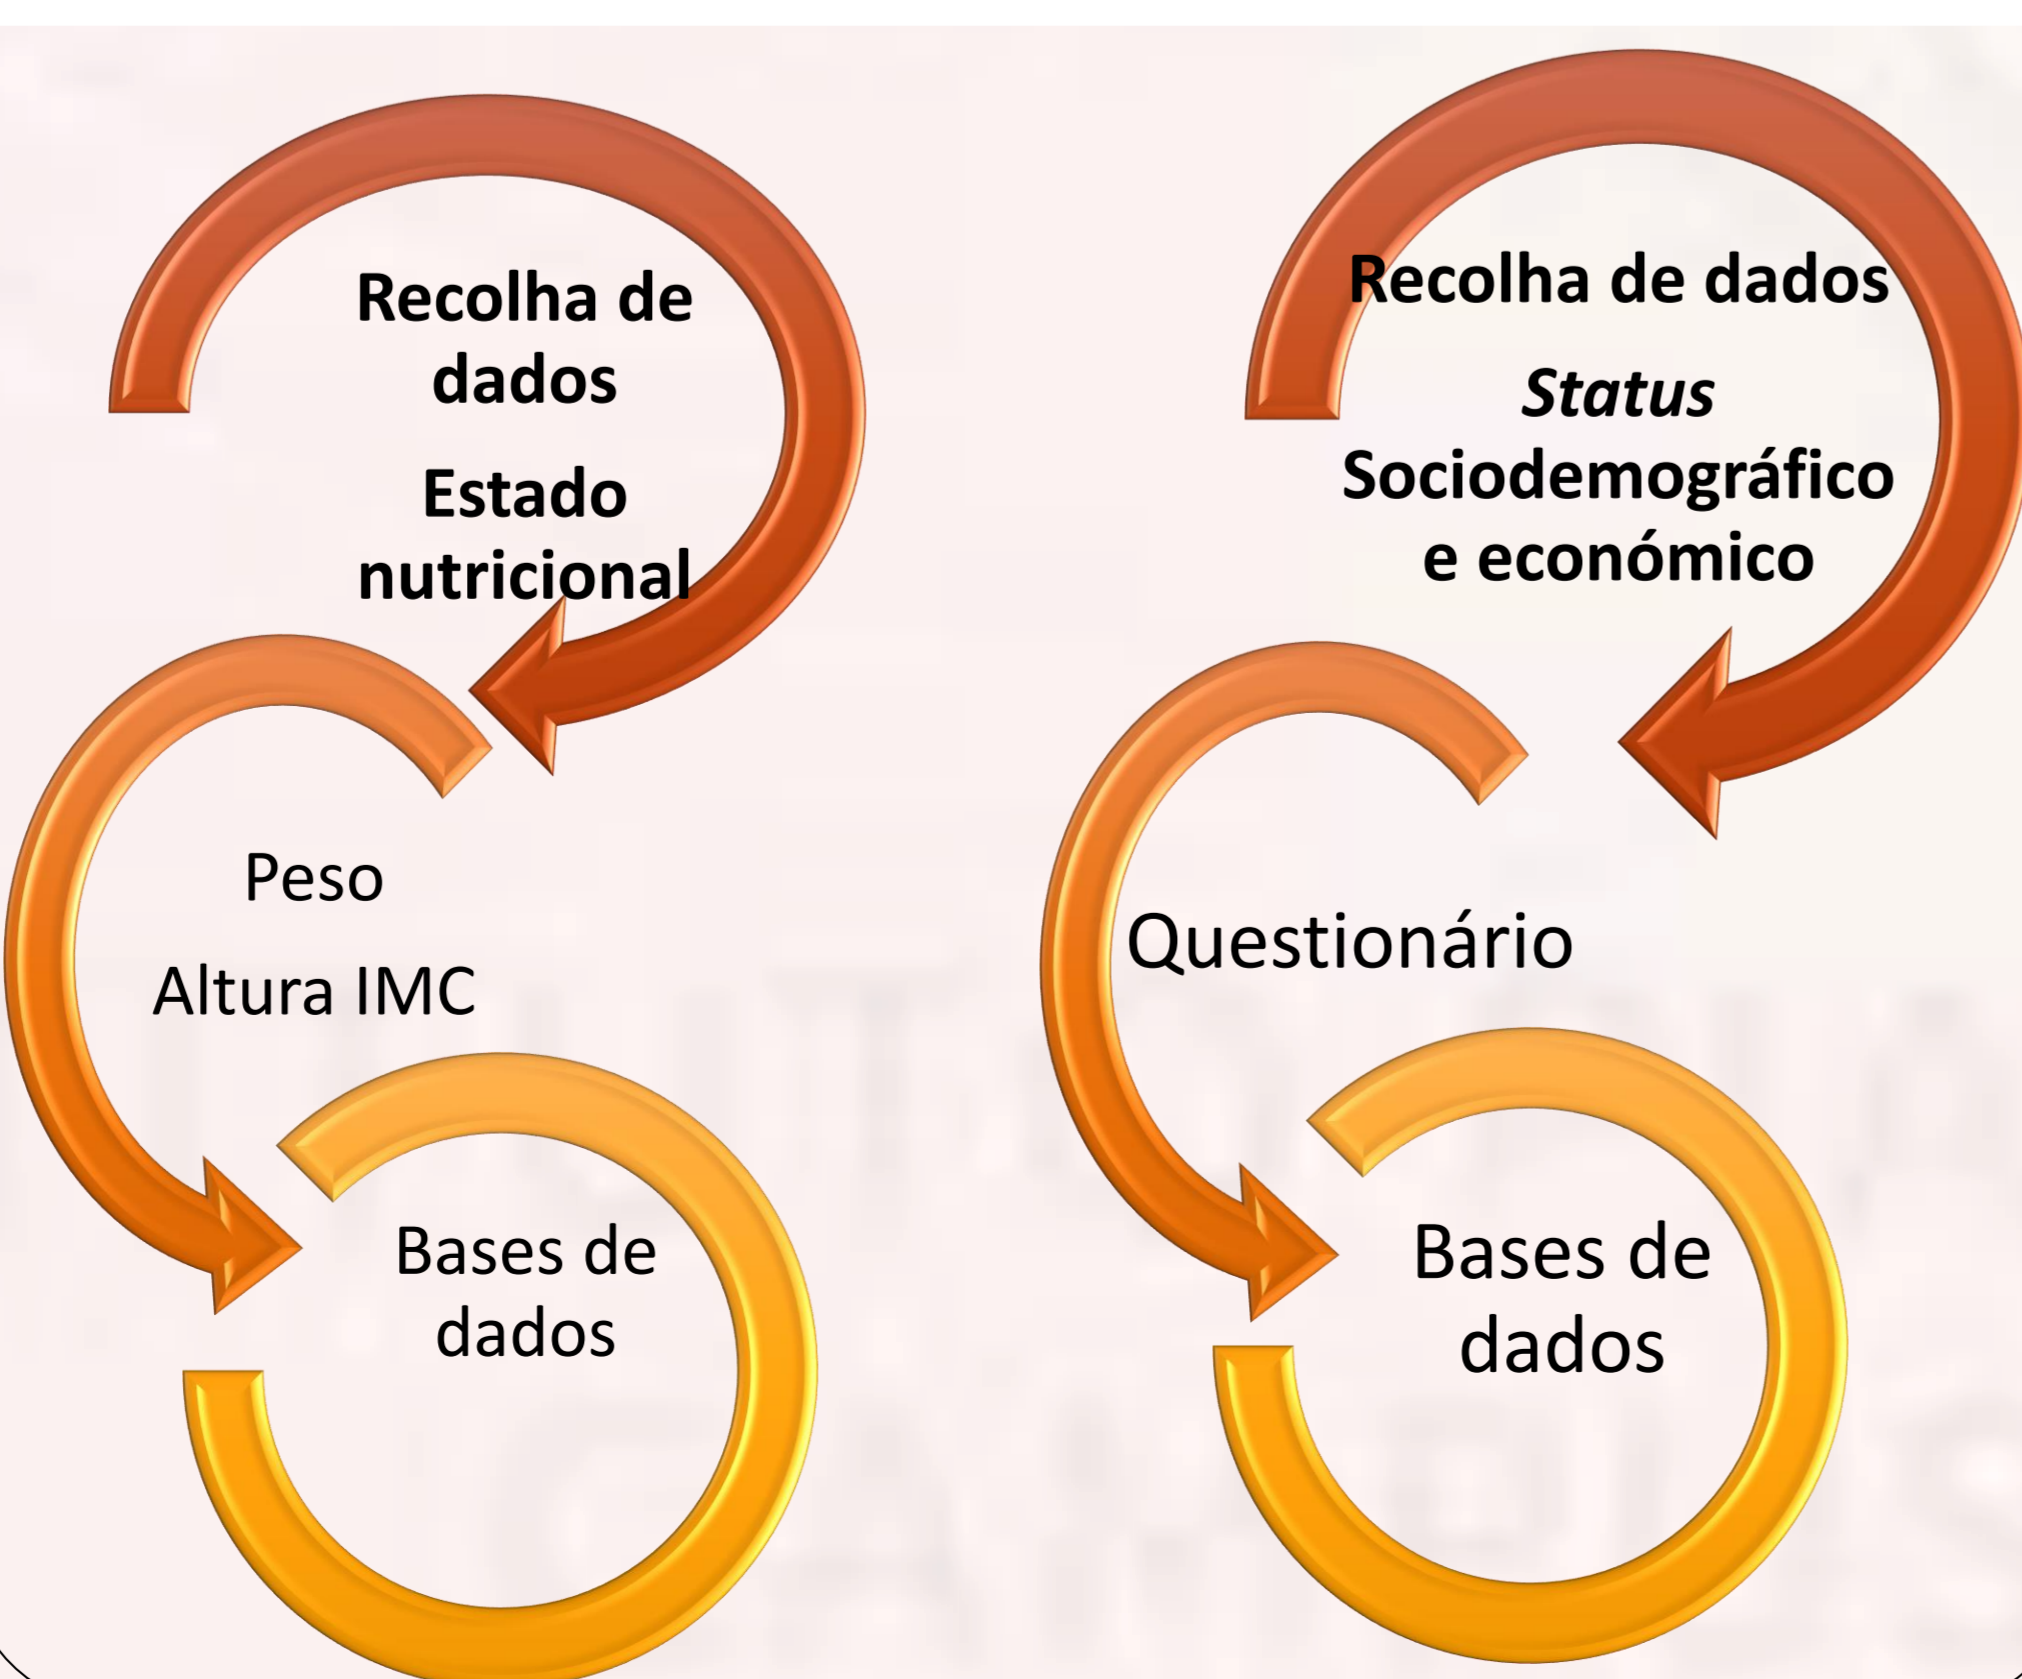 Recolha de
dados
Estado
nutricional
Peso
Altura IMC
Bases de
dados
Recolha de dados
Status
Sociodemográfico
e económico
Questionário
Bases de
dados